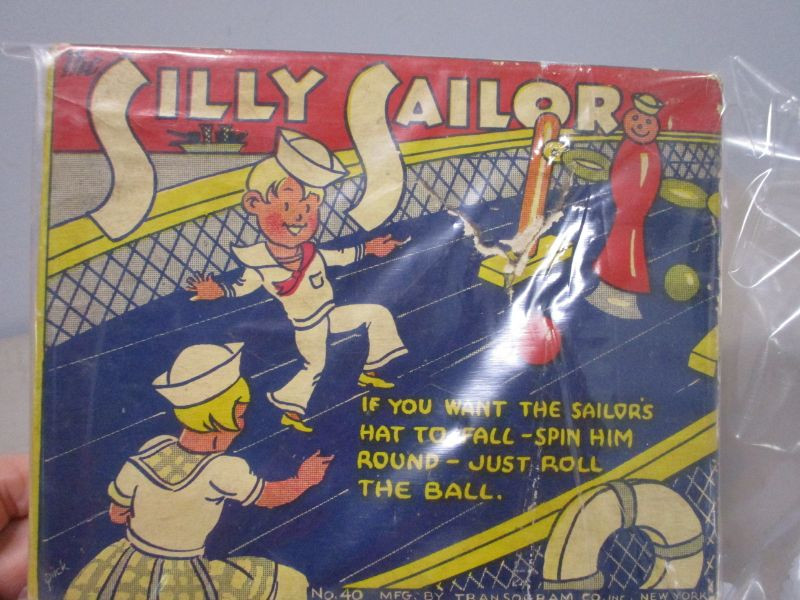 The SILLY SAILOR
IF YOU WANT THE SAILOR'S
HAT TO FALL - SPIN HIM
ROUND - JUST ROLL
THE BALL.
No. 40 MFG. BY TRANSOGRAM CO. INC. NEW YORK